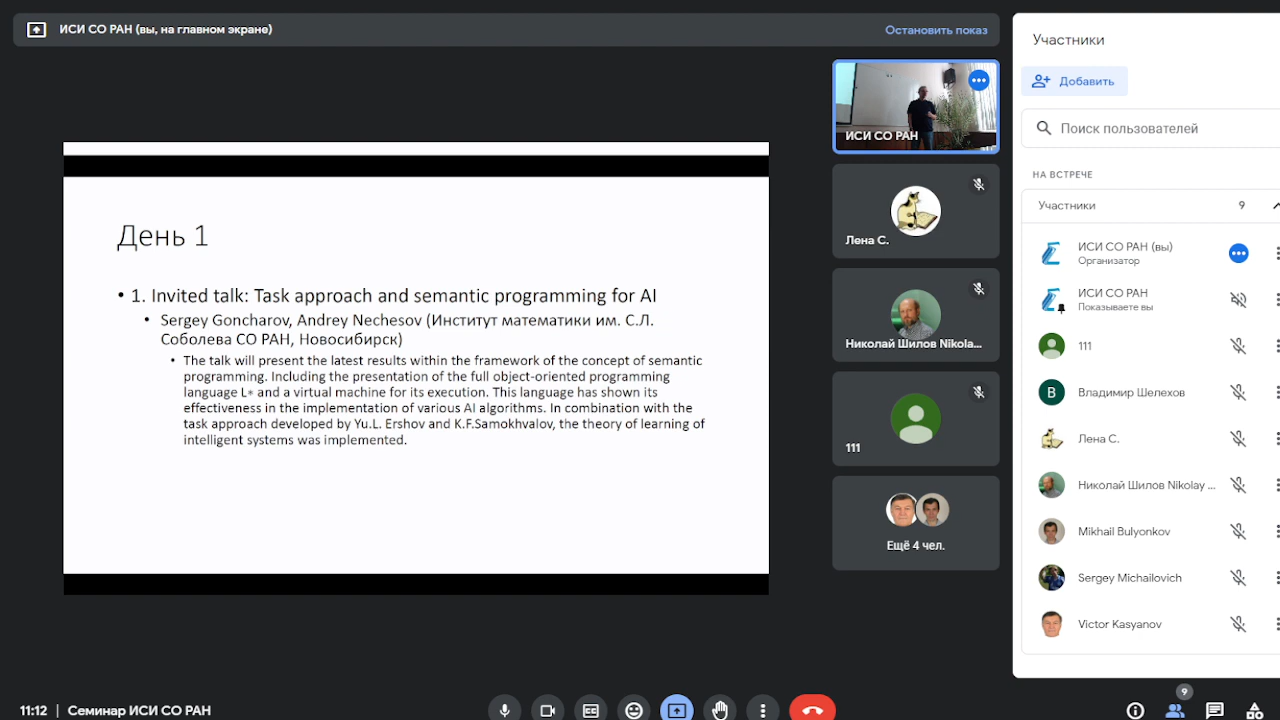 ИСИ СО РАН (вы, на главном экране)
Остановить показ
День 1
• 1. Invited talk: Task approach and semantic programming for AI
• Sergey Goncharov, Andrey Nechesov (Институт математики им. С.Л.
Соболева СО РАН, Новосибирск)
• The talk will present the latest results within the framework of the concept of semantic
programming. Including the presentation of the full object-oriented programming
language L* and a virtual machine for its execution. This language has shown its
effectiveness in the implementation of various AI algorithms. In combination with the
task approach developed by Yu.L. Ershov and K.F.Samokhvalov, the theory of learning of
intelligent systems was implemented.
ИСИ СО РАН
Лена С.
Николай Шилов Nikola...
111
Ещё 4 чел.
Участники
Добавить
Поиск пользователей
НА ВСТРЕЧЕ
Участники 9
ИСИ СО РАН (вы)
Организатор
ИСИ СО РАН
Показываете вы
111
В Владимир Шелехов
Лена С.
Николай Шилов Nikolay ...
Mikhail Bulyonkov
Sergey Michailovich
Victor Kasyanov
11:12 | Семинар ИСИ СО РАН
9